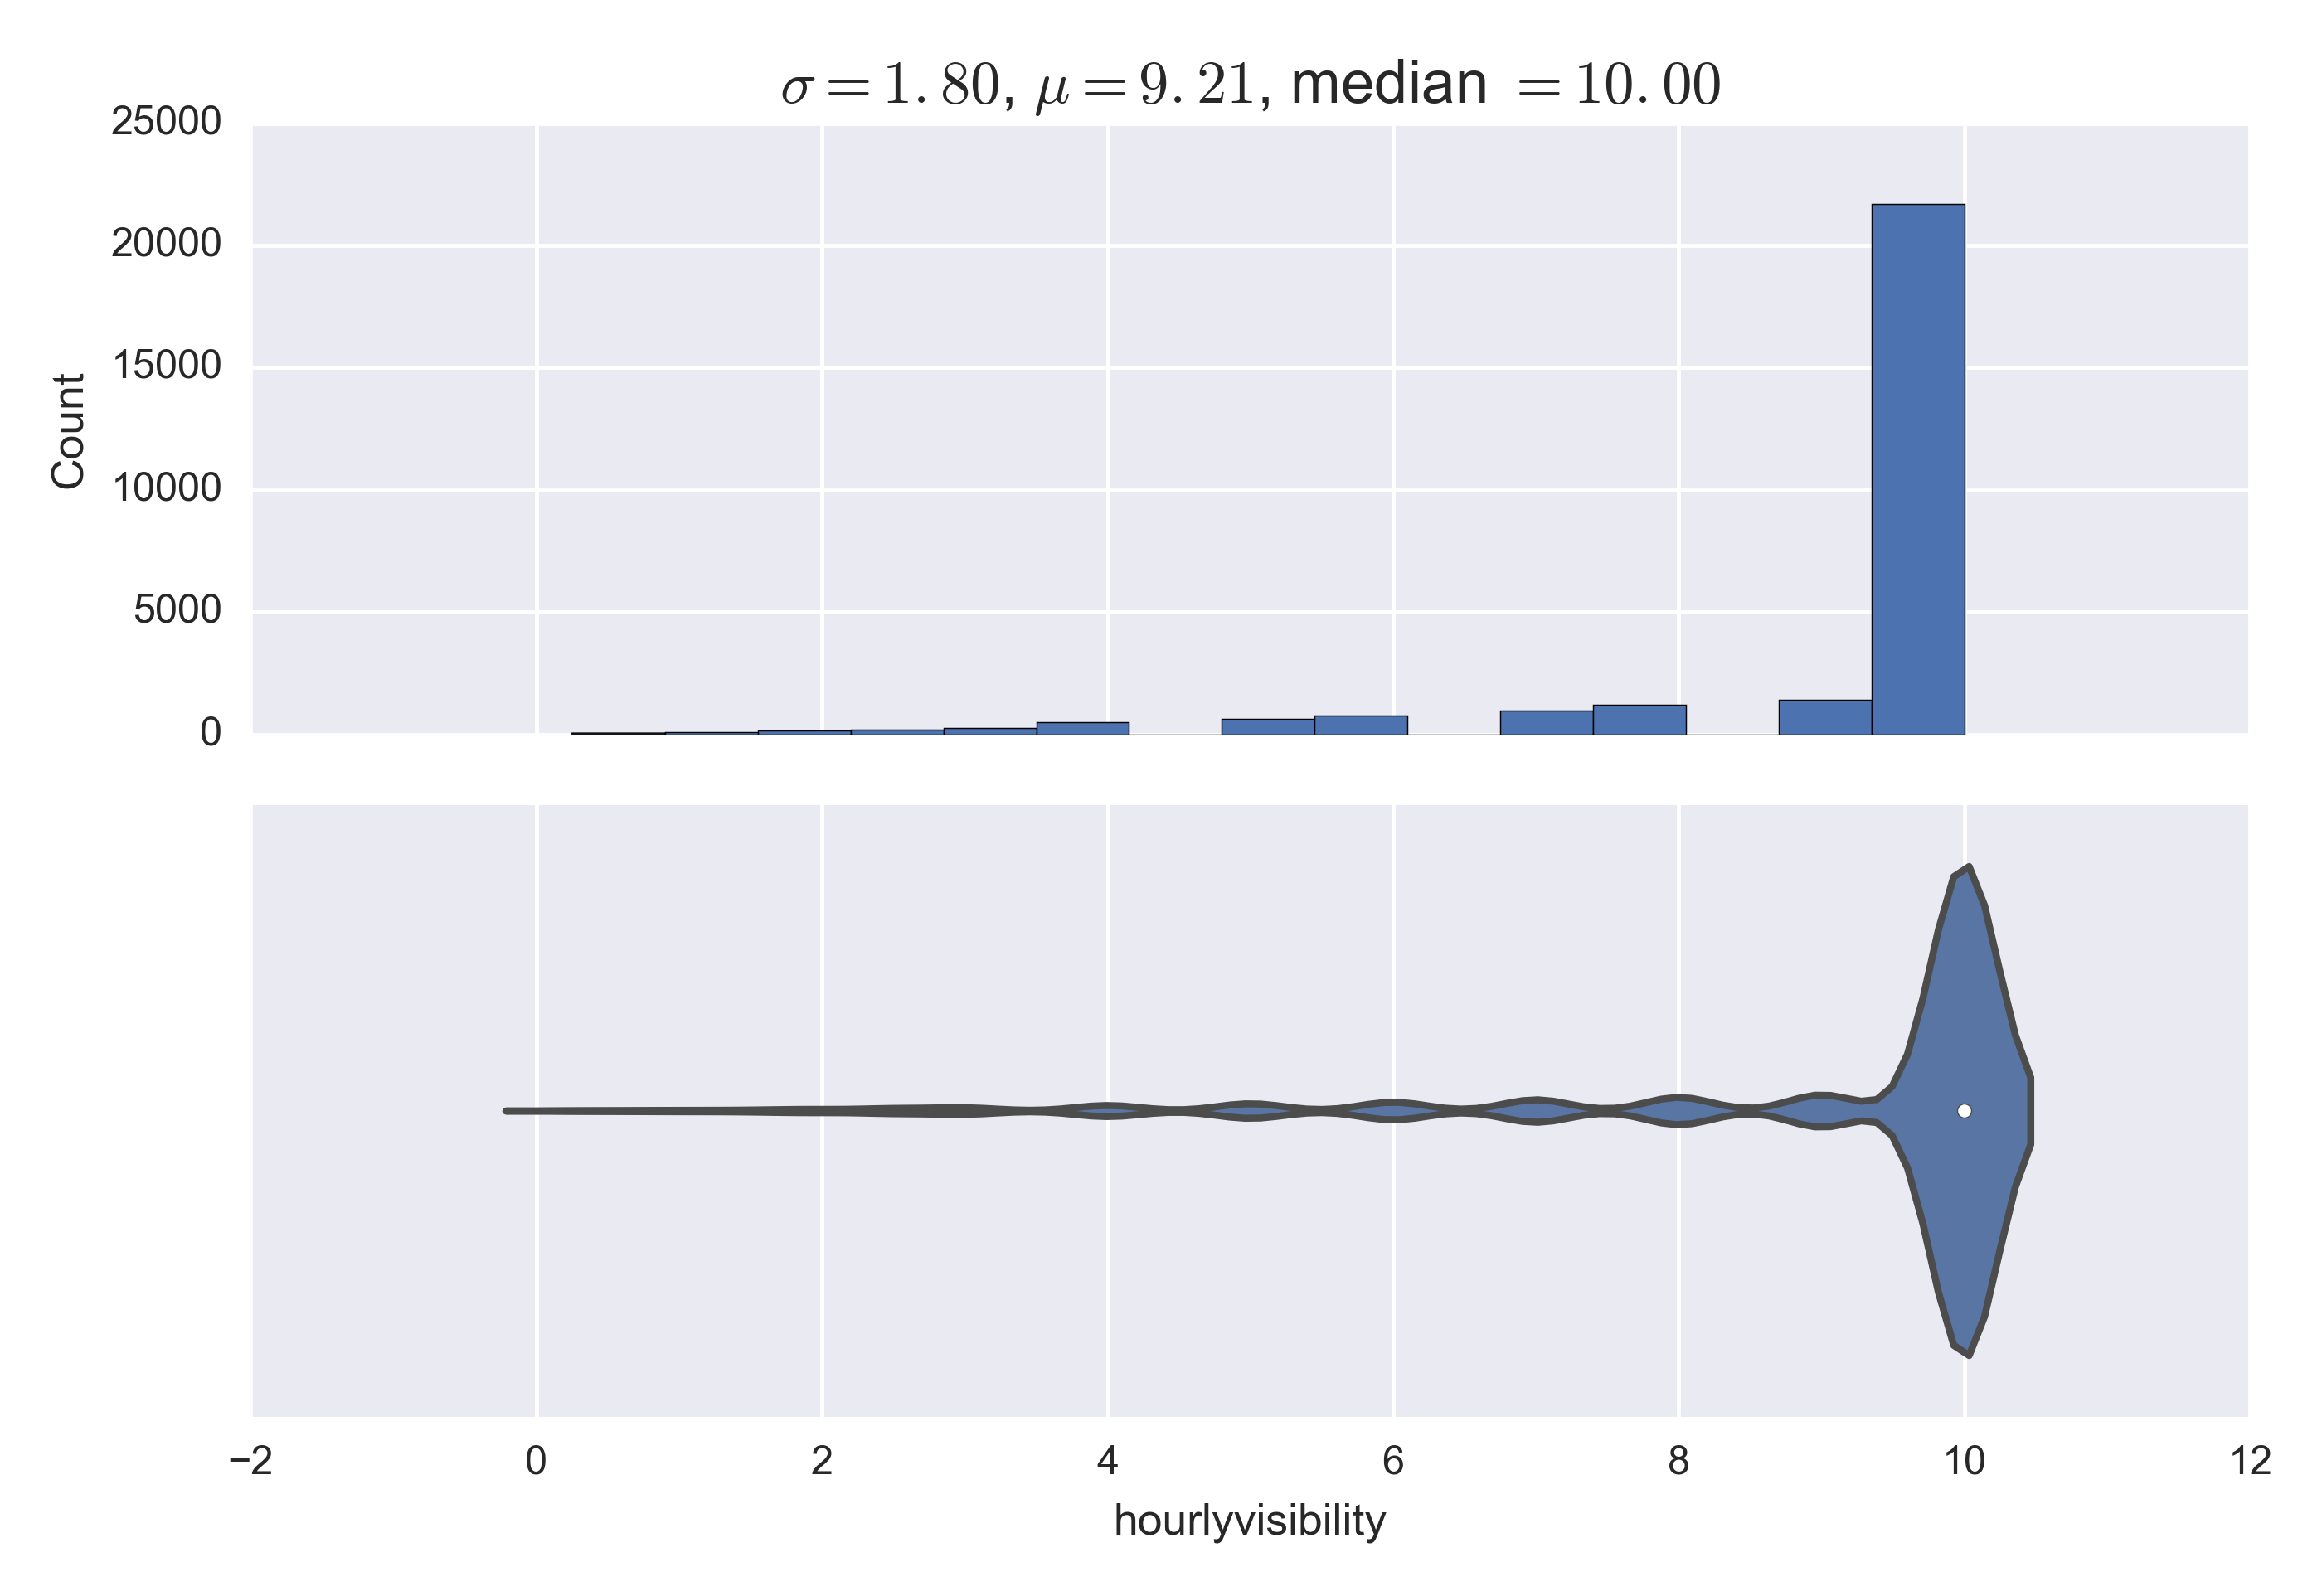 σ = 1.80, μ = 9.21, median = 10.00
25000
20000
15000
10000
5000
0
Count
−2 0 2 4 6 8 10 12
hourlyvisibility